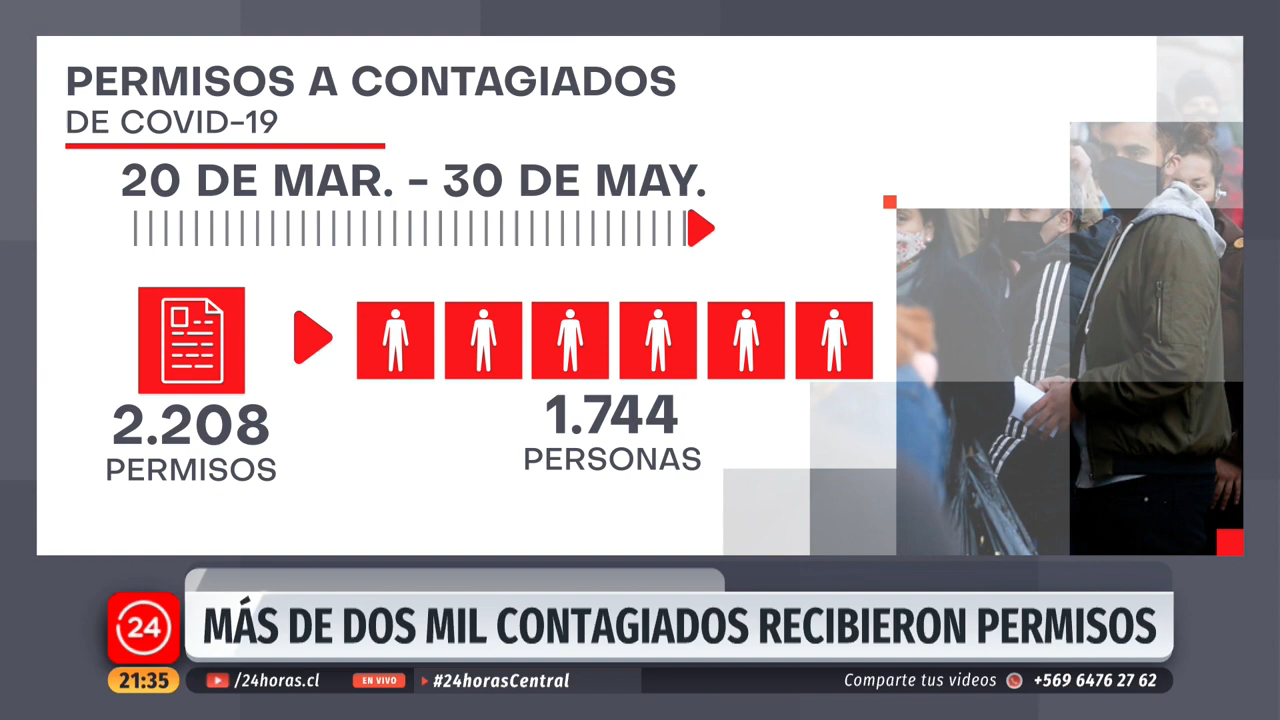 PERMISOS A CONTAGIADOS
DE COVID-19
20 DE MAR. - 30 DE MAY.
2.208
PERMISOS
1.744
PERSONAS
24
MÁS DE DOS MIL CONTAGIADOS RECIBIERON PERMISOS
21:35
/24horas.cl
EN VIVO
#24horasCentral
Comparte tus videos
+569 6476 27 62